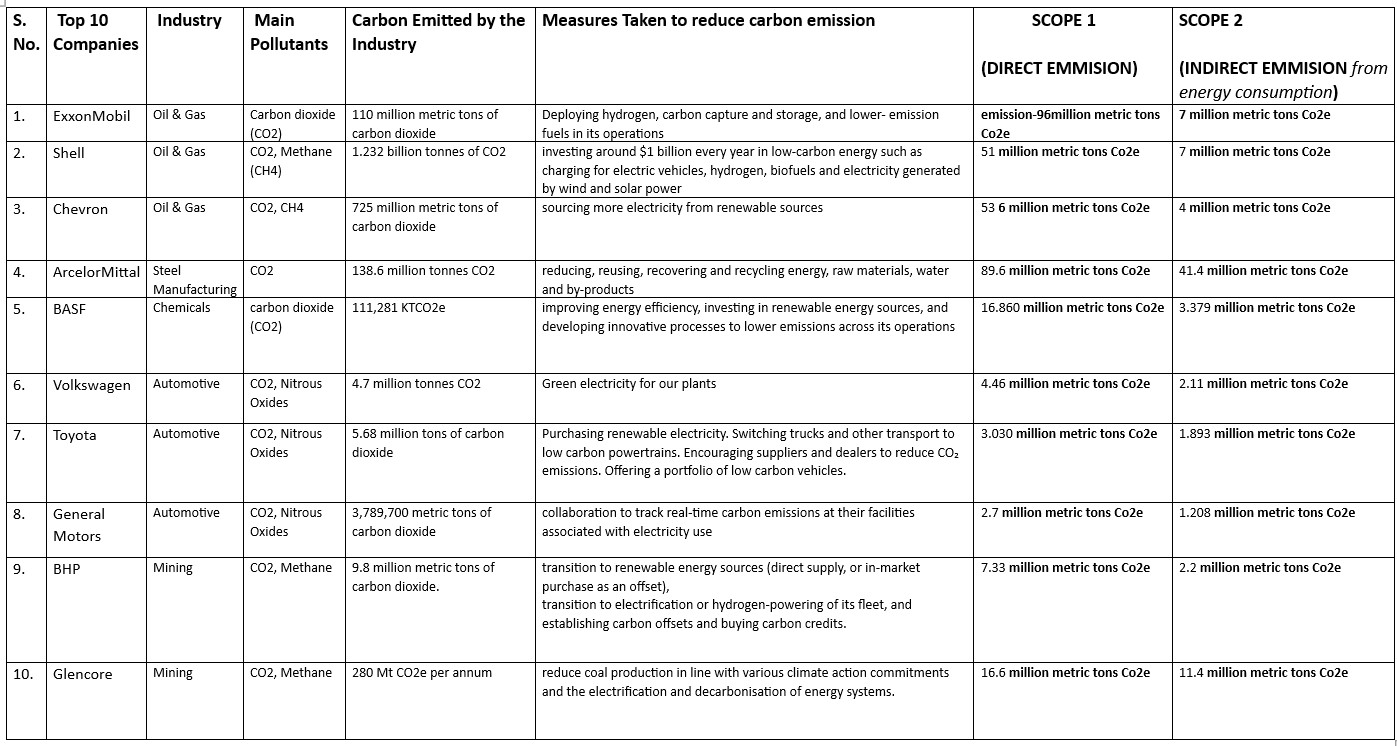 S. No.
Top 10 Companies
Industry
Main Pollutants
Carbon Emitted by the Industry
Measures Taken to reduce carbon emission
SCOPE 1
(DIRECT EMMISION)
SCOPE 2
(INDIRECT EMMISION from
energy consumption)
1.
ExxonMobil
Oil & Gas
Carbon dioxide
(CO2)
110 million metric tons of
carbon dioxide
Deploying hydrogen, carbon capture and storage, and lower- emission
fuels in its operations
emission-96million metric tons
Co2e
7 million metric tons Co2e
2.
Shell
Oil & Gas
CO2, Methane
(CH4)
1.232 billion tonnes of CO2
investing around $1 billion every year in low-carbon energy such as
charging for electric vehicles, hydrogen, biofuels and electricity generated
by wind and solar power
51 million metric tons Co2e
7 million metric tons Co2e
3.
Chevron
Oil & Gas
CO2, CH4
725 million metric tons of
carbon dioxide
sourcing more electricity from renewable sources
53 6 million metric tons Co2e
4 million metric tons Co2e
4.
ArcelorMittal
Steel
Manufacturing
CO2
138.6 million tonnes CO2
reducing, reusing, recovering and recycling energy, raw materials, water
and by-products
89.6 million metric tons Co2e
41.4 million metric tons Co2e
5.
BASF
Chemicals
carbon dioxide
(CO2)
111,281 KTCO2e
improving energy efficiency, investing in renewable energy sources, and
developing innovative processes to lower emissions across its operations
16.860 million metric tons Co2e
3.379 million metric tons Co2e
6.
Volkswagen
Automotive
CO2, Nitrous
Oxides
4.7 million tonnes CO2
Green electricity for our plants
4.46 million metric tons Co2e
2.11 million metric tons Co2e
7.
Toyota
Automotive
CO2, Nitrous
Oxides
5.68 million tons of carbon
dioxide
Purchasing renewable electricity. Switching trucks and other transport to
low carbon powertrains. Encouraging suppliers and dealers to reduce CO₂
emissions. Offering a portfolio of low carbon vehicles.
3.030 million metric tons Co2e
1.893 million metric tons Co2e
8.
General
Motors
Automotive
CO2, Nitrous
Oxides
3,789,700 metric tons of
carbon dioxide
collaboration to track real-time carbon emissions at their facilities
associated with electricity use
2.7 million metric tons Co2e
1.208 million metric tons Co2e
9.
BHP
Mining
CO2, Methane
9.8 million metric tons of
carbon dioxide.
transition to renewable energy sources (direct supply, or in-market
purchase as an offset),
transition to electrification or hydrogen-powering of its fleet, and
establishing carbon offsets and buying carbon credits.
7.33 million metric tons Co2e
2.2 million metric tons Co2e
10.
Glencore
Mining
CO2, Methane
280 Mt CO2e per annum
reduce coal production in line with various climate action commitments
and the electrification and decarbonisation of energy systems.
16.6 million metric tons Co2e
11.4 million metric tons Co2e